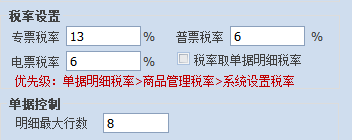 税率设置
专票税率 13 % 普票税率 6 %
电票税率 6 % 税率取单据明细税率
优先级：单据明细税率>商品管理税率>系统设置税率
单据控制
明细最大行数 8